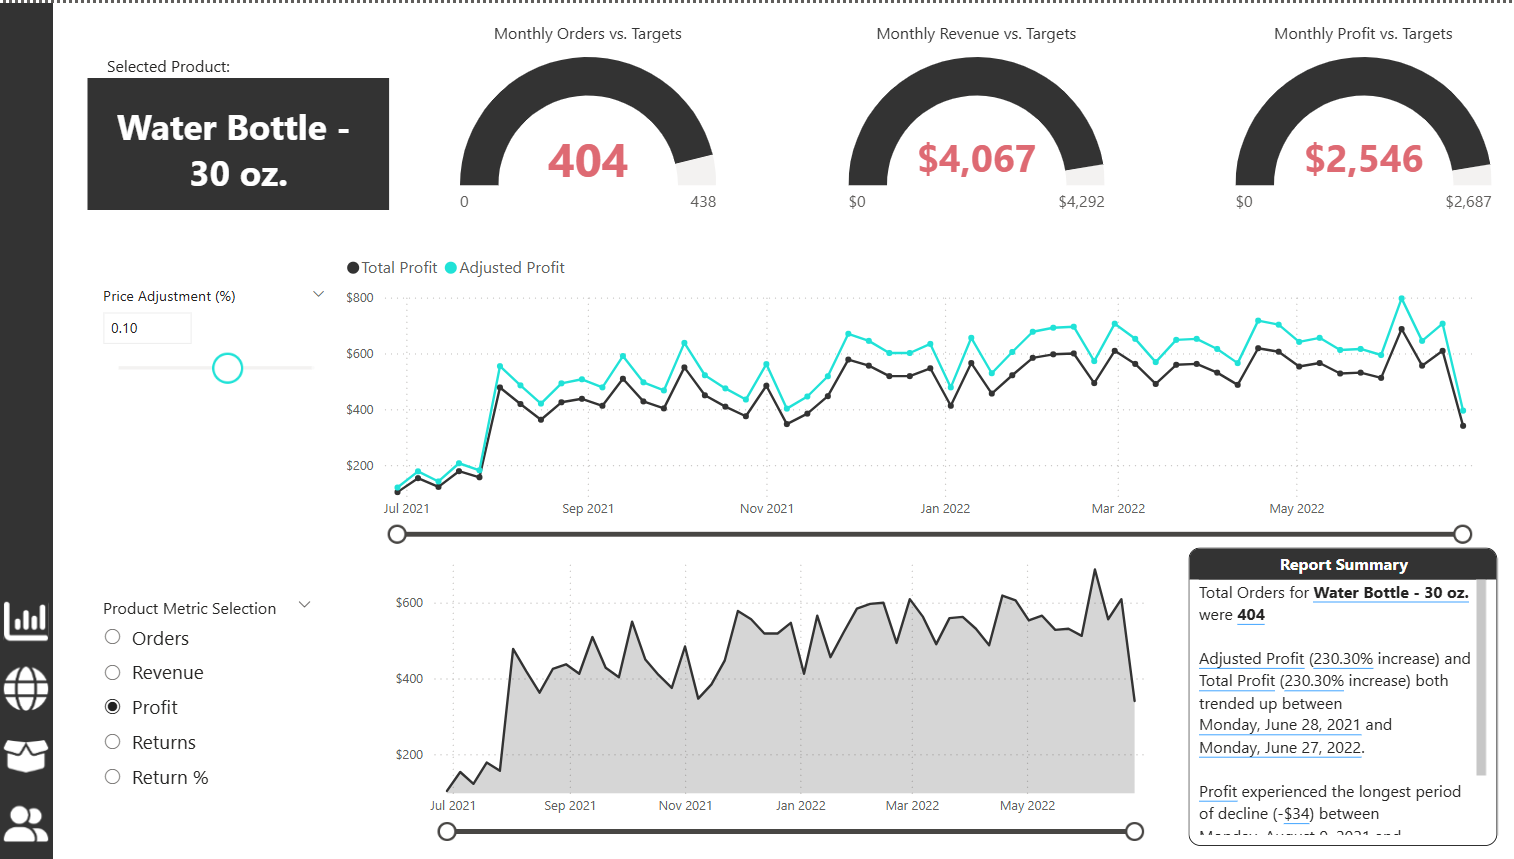 Monthly Orders vs. Targets
Monthly Revenue vs. Targets
Monthly Profit vs. Targets
Selected Product:
Water Bottle -
30 oz.
404
0
438
$4,067
$0
$4,292
$2,546
$0
$2,687
Total Profit
Adjusted Profit
Price Adjustment (%)
0.10
$800
$600
$400
$200
Jul 2021
Sep 2021
Nov 2021
Jan 2022
Mar 2022
May 2022
Product Metric Selection
Orders
Revenue
Profit
Returns
Return %
$600
$400
$200
Jul 2021
Sep 2021
Nov 2021
Jan 2022
Mar 2022
May 2022
Report Summary
Total Orders for Water Bottle - 30 oz.
were 404
Adjusted Profit (230.30% increase) and
Total Profit (230.30% increase) both
trended up between
Monday, June 28, 2021 and
Monday, June 27, 2022.
Profit experienced the longest period
of decline (-$34) between
Monday, August 9, 2021 and